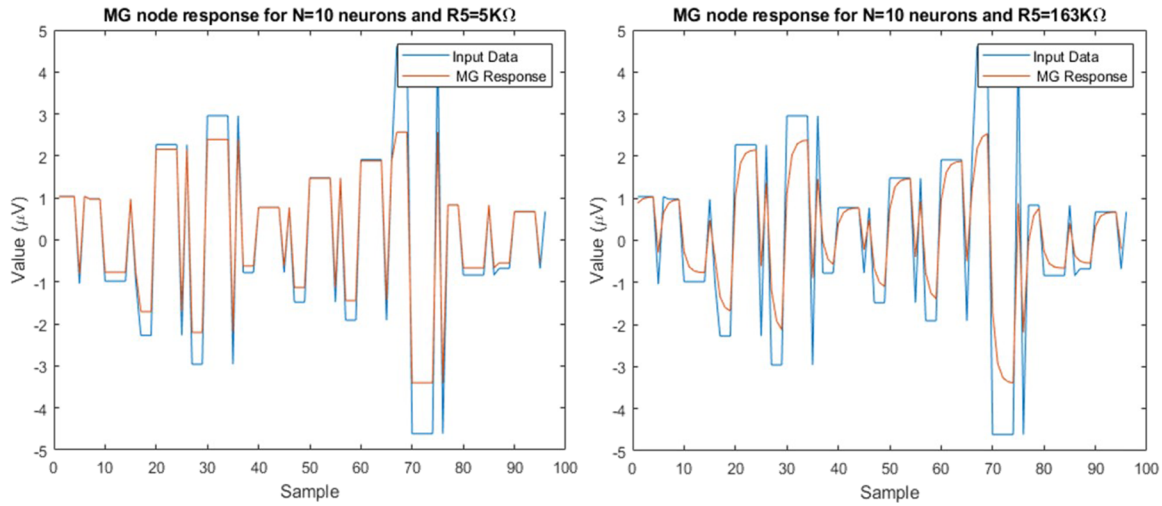 MG node response for N=10 neurons and R5=5KΩ
Input Data
MG Response
5
4
3
2
1
0
-1
-2
-3
-4
-5
Value (μV)
0 10 20 30 40 50 60 70 80 90 100
Sample
MG node response for N=10 neurons and R5=163KΩ
Input Data
MG Response
5
4
3
2
1
0
-1
-2
-3
-4
-5
Value (μV)
0 10 20 30 40 50 60 70 80 90 100
Sample